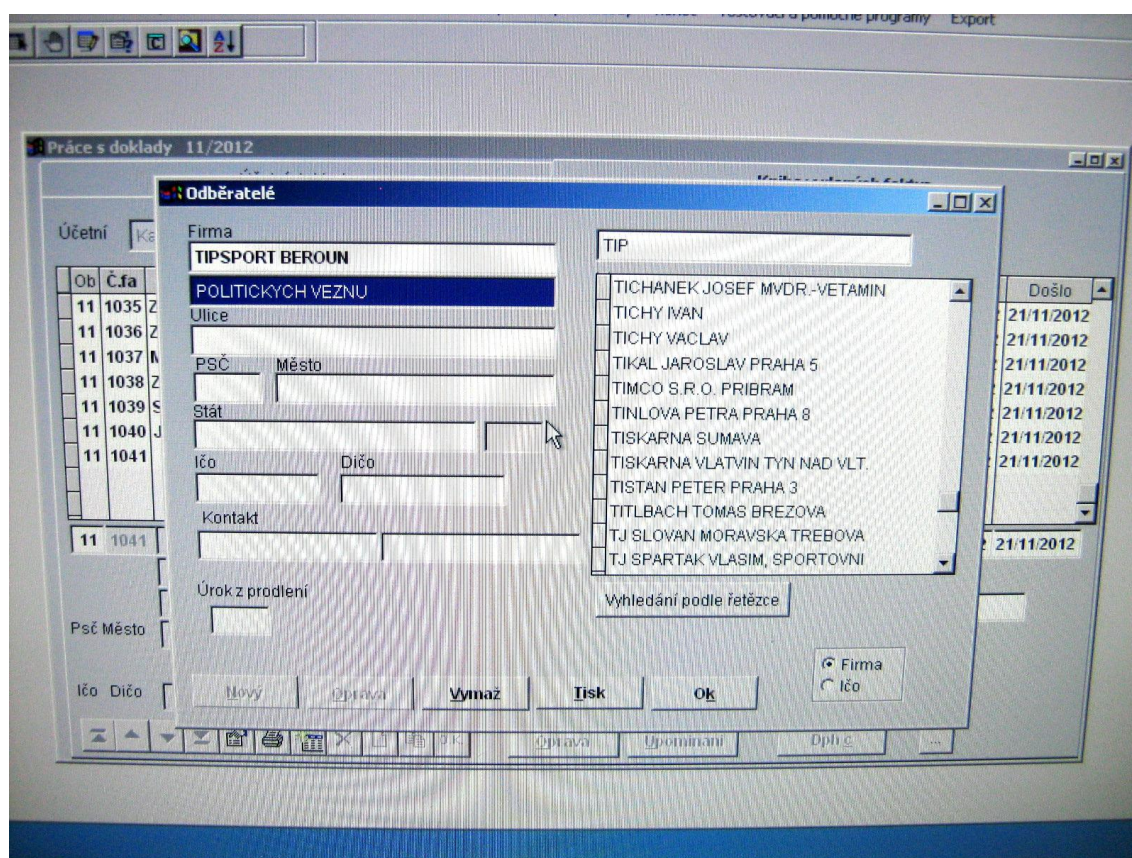 Testovací a pomocné programy Export
Práce s doklady 11/2012
Odběratelé
Účetní
Firma
TIPSPORT BEROUN
POLITICKYCH VEZNU
Ulice
PSČ Město
Stát
Ičo Dičo
Kontakt
Úrok z prodlení
TIP
TICHANEK JOSEF MVDR.-VETAMIN
TICHY IVAN
TICHY VACLAV
TIKAL JAROSLAV PRAHA 5
TIMCO S.R.O. PRIBRAM
TINLOVA PETRA PRAHA 8
TISKARNA SUMAVA
TISKARNA VLATVIN TYN NAD VLT.
TISTAN PETER PRAHA 3
TITLBACH TOMAS BREZOVA
TJ SLOVAN MORAVSKA TREBOVA
TJ SPARTAK VLASIM, SPORTOVNI
Vyhledání podle řetězce
Firma
Ičo
Nový Oprava Vymaž Tisk Ok
Ob Č.fa
11 1035 Z
11 1036 Z
11 1037
11 1038 Z
11 1039 S
11 1040 J
11 1041
11 1041
Došlo
21/11/2012
21/11/2012
21/11/2012
21/11/2012
21/11/2012
21/11/2012
21/11/2012
21/11/2012
Psč Město
Ičo Dičo
Oprava Upomínání Dph c ...